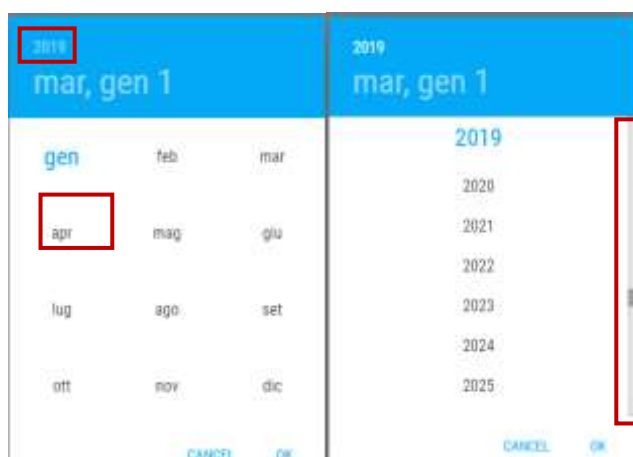 2019
mar, gen 1
gen feb mar
apr mag giu
lug ago set
ott nov dic
CANCEL OK
2019
mar, gen 1
2019
2020
2021
2022
2023
2024
2025
CANCEL OK